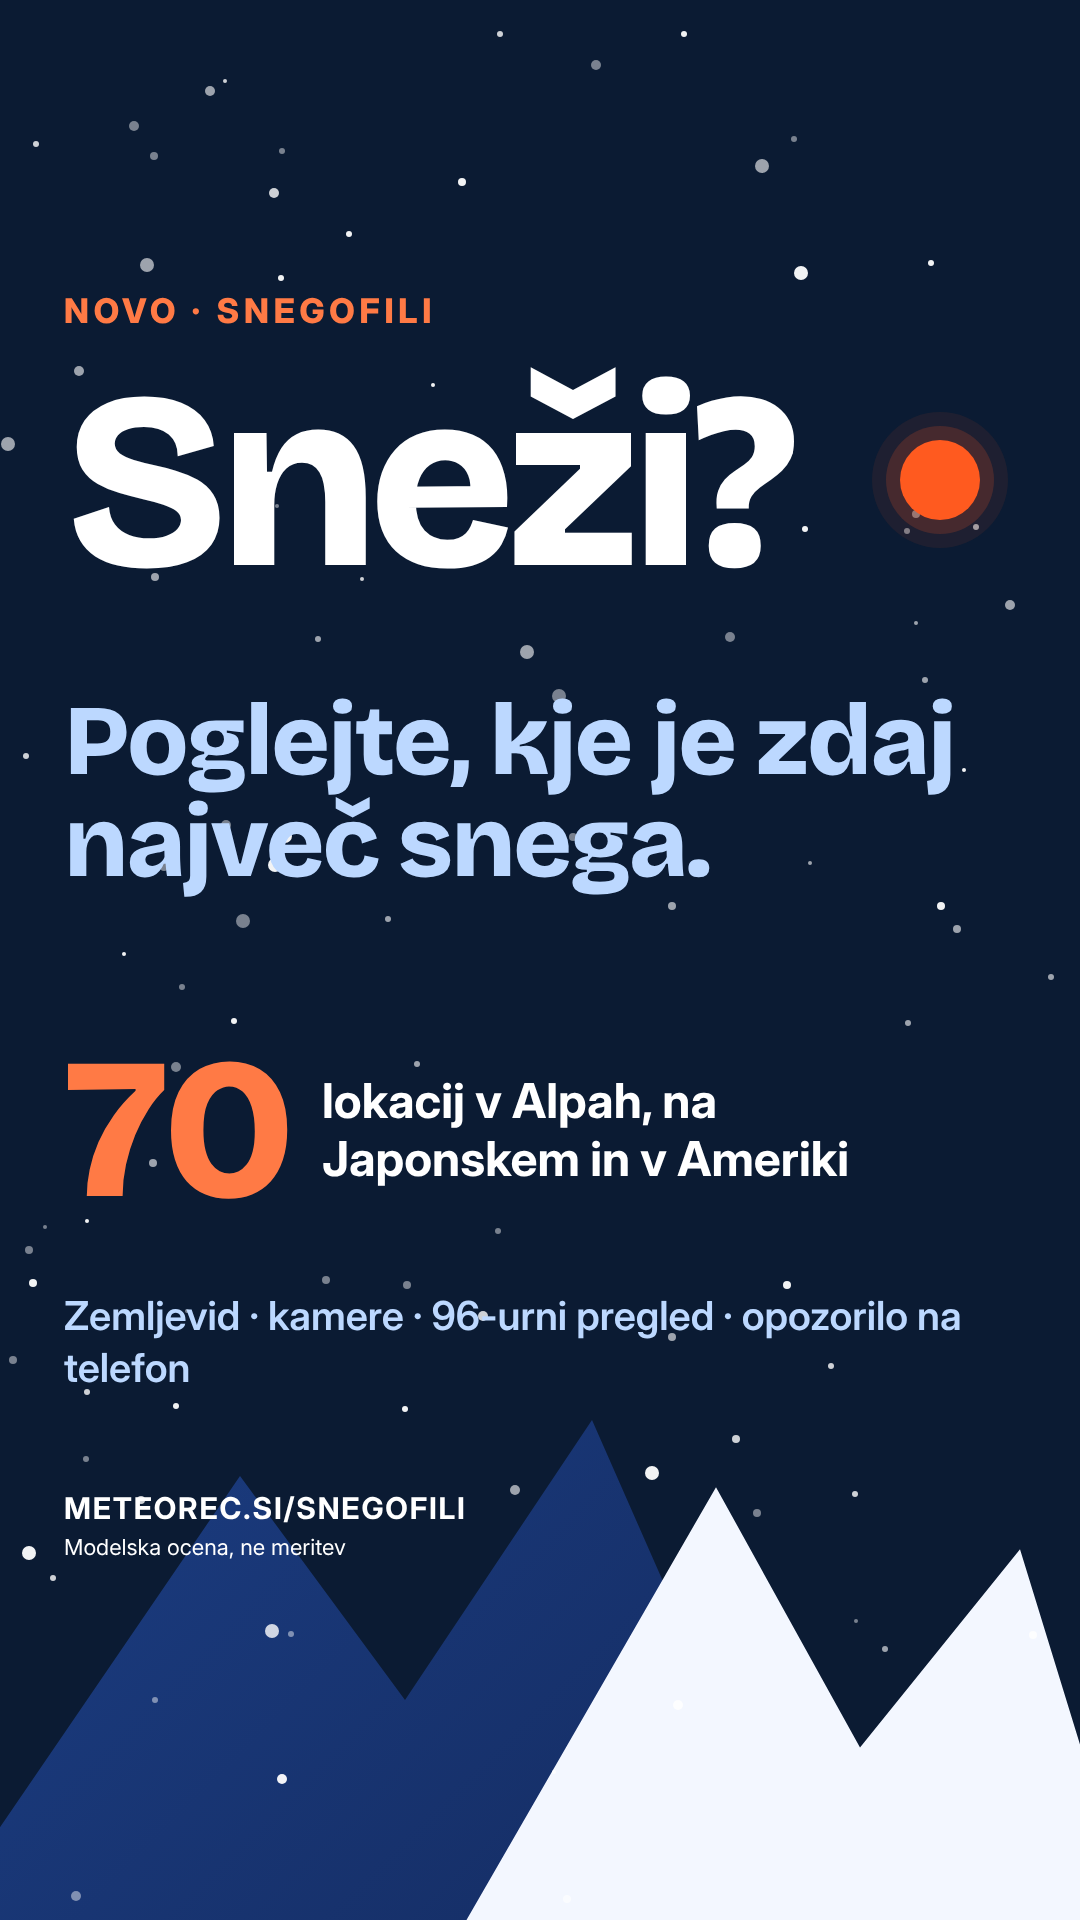 NOVO · SNEGOFILI
Sneži?
Poglejte, kje je zdaj
največ snega.
70
lokacij v Alpah, na
Japonskem in v Ameriki
Zemljevid · kamere · 96-urni pregled · opozorilo na
telefon
METEOREC.SI/SNEGOFILI
Modelska ocena, ne meritev